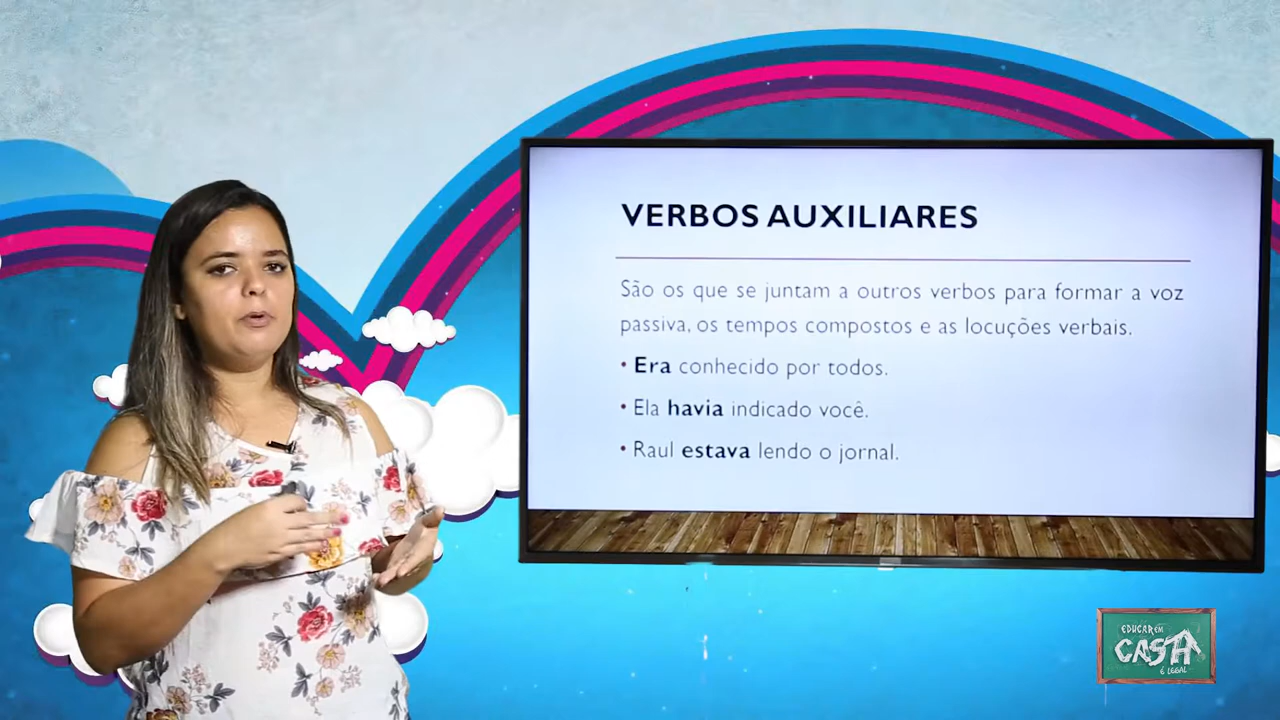 VERBOS AUXILIARES
São os que se juntam a outros verbos para formar a voz
passiva, os tempos compostos e as locuções verbais.
• Era conhecido por todos.
• Ela havia indicado você.
• Raul estava lendo o jornal.
EDUCAR EM
CASA
É LEGAL